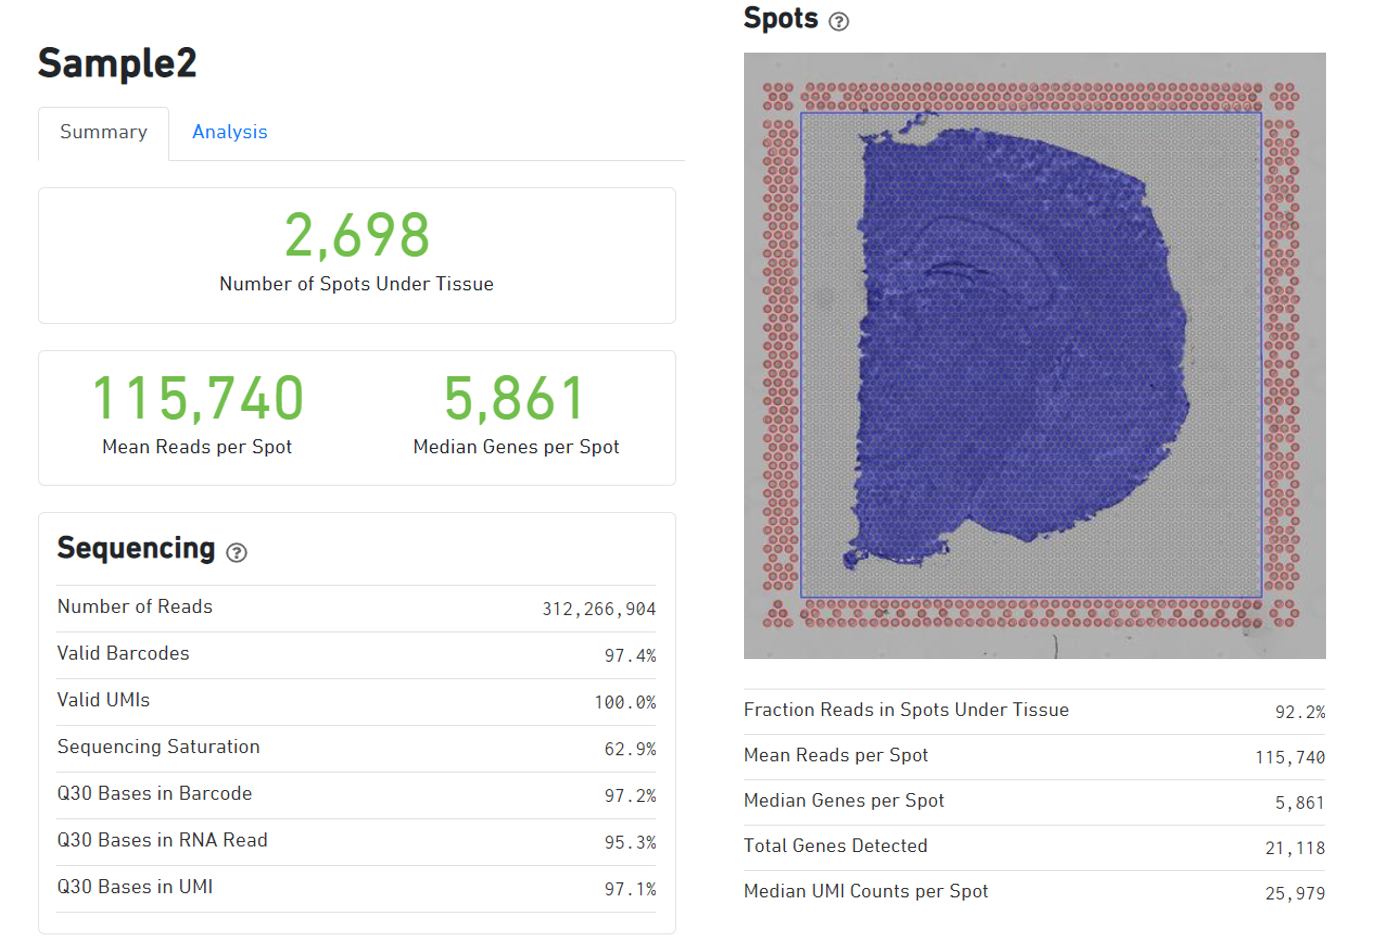 Sample2
Summary
Analysis
2,698
Number of Spots Under Tissue
115,740
Mean Reads per Spot
5,861
Median Genes per Spot
Sequencing ?
Number of Reads 312,266,904
Valid Barcodes 97.4%
Valid UMIs 100.0%
Sequencing Saturation 62.9%
Q30 Bases in Barcode 97.2%
Q30 Bases in RNA Read 95.3%
Q30 Bases in UMI 97.1%
Spots ?
Fraction Reads in Spots Under Tissue 92.2%
Mean Reads per Spot 115,740
Median Genes per Spot 5,861
Total Genes Detected 21,118
Median UMI Counts per Spot 25,979